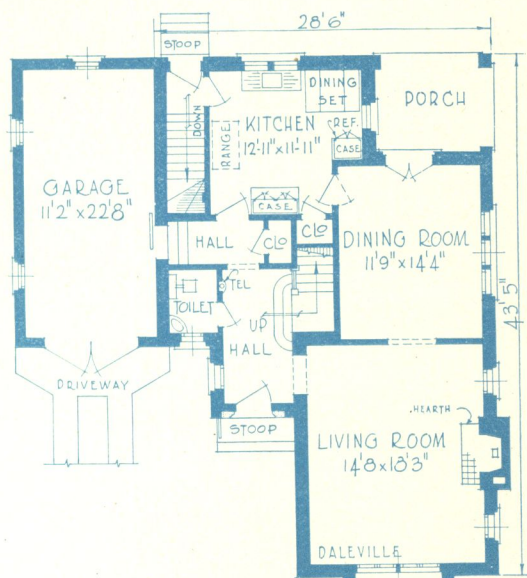 28'6"
STOOP
DINING
SET
PORCH
DOWN
KITCHEN
12'-11"x11'-11"
REF.
CASE
RANGE
GARAGE
11'2"x22'8"
CASE
HALL
CLO
CLO
DINING ROOM
11'9"x14'4"
TEL
TOILET
UP
HALL
43'5"
DRIVEWAY
STOOP
HEARTH
LIVING ROOM
14'8x18'3"
DALEVILLE